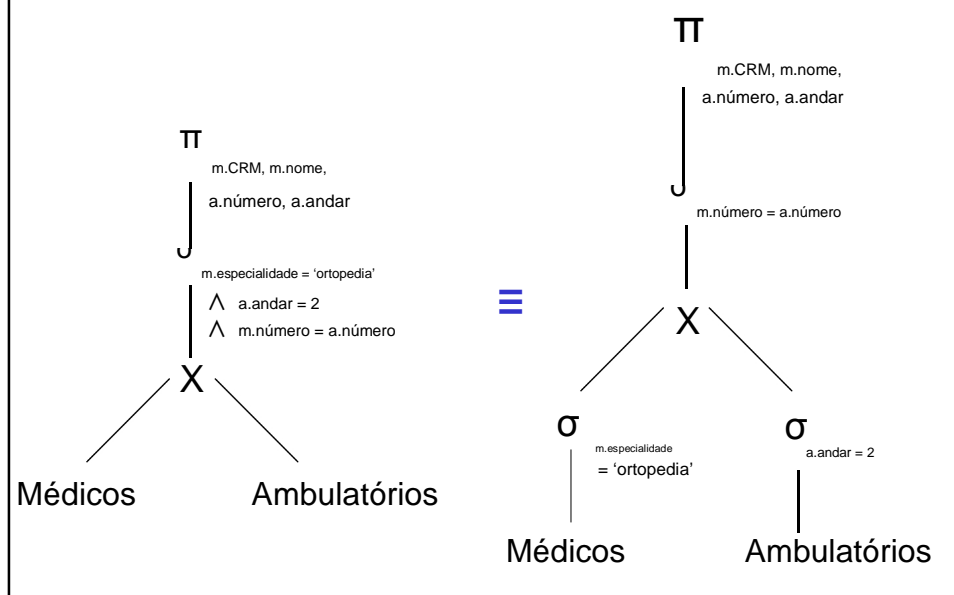 π
m.CRM, m.nome,
a.número, a.andar
m.especialidade = ‘ortopedia’
∧ a.andar = 2
∧ m.número = a.número
X
Médicos
Ambulatórios
≡
π
m.CRM, m.nome,
a.número, a.andar
m.número = a.número
X
σ
m.especialidade
= ‘ortopedia’
Médicos
σ
a.andar = 2
Ambulatórios